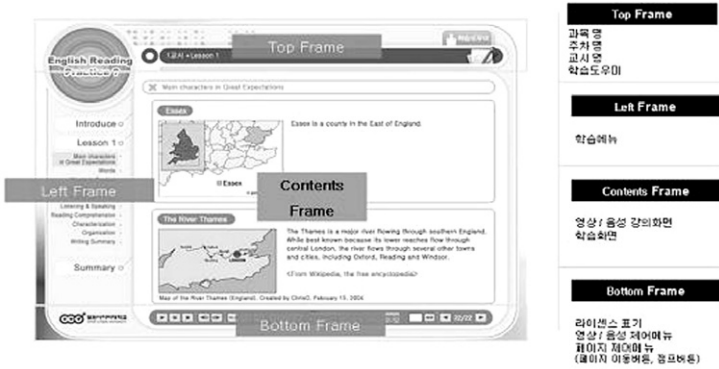 English Reading
Practice ?
Top Frame
1교시 • Lesson 1
Main characters in Great Expectations
Introduce
Lesson 1
Main characters
in Great Expectations
Words
Left Frame
Listening & Speaking
Reading Comprehension
Characterization
Organization
Writing Summary
Summary
Essex
Essex is a county in the East of England.
Essex
Contents
Frame
The River Thames
The Thames is a major river flowing through southern England.
While best known because its lower reaches flow through
central London, the river flows through several other towns
and cities, including Oxford, Reading and Windsor.
<From Wikipedia, the free encyclopedia>
Map of the River Thames (England). Created by ChrisO, February 15, 2004
Bottom Frame
22/22
Top Frame
과목 명
주차 명
교시 명
학습도우미
Left Frame
학습메뉴
Contents Frame
영상 / 음성 강의화면
학습화면
Bottom Frame
라이센스 표기
영상 / 음성 제어메뉴
페이지 제어메뉴
(페이지 이동버튼, 점프버튼)